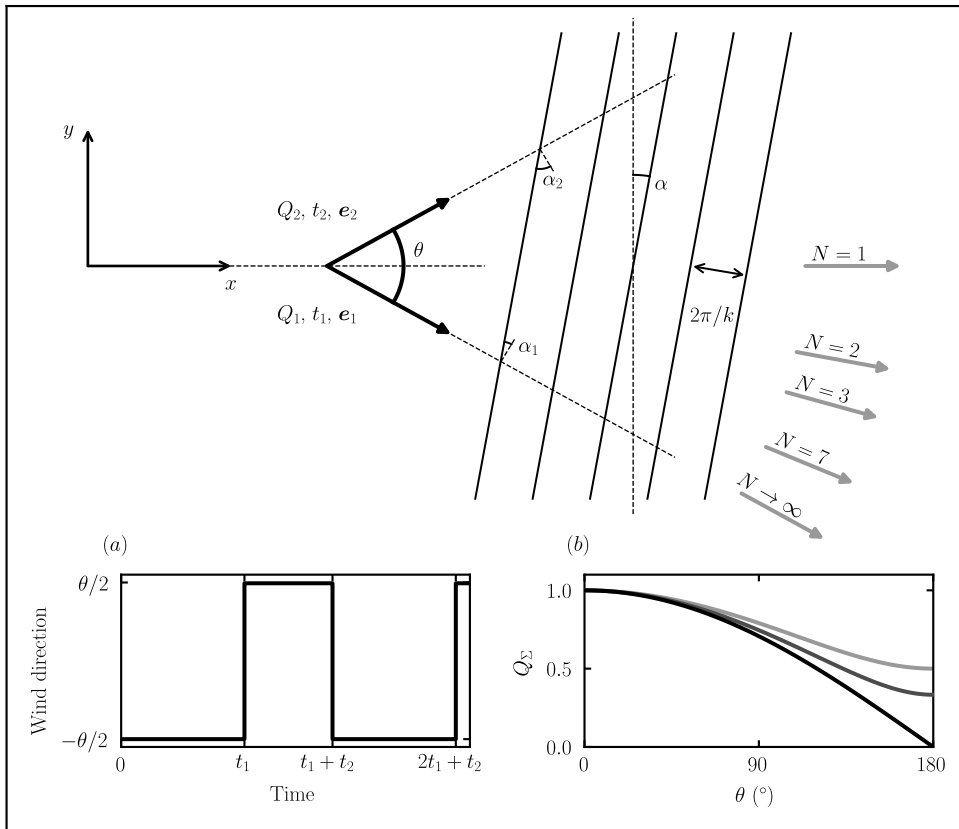 y
x
Q₂, t₂, e₂
θ
Q₁, t₁, e₁
α₂
α₁
α
2π/k
N = 1
N = 2
N = 3
N = 7
N → ∞
(a)
θ/2
−θ/2
Wind direction
0
t₁
t₁ + t₂
2t₁ + t₂
Time
(b)
1.0
0.5
0.0
Q_Σ
0
90
180
θ (°)